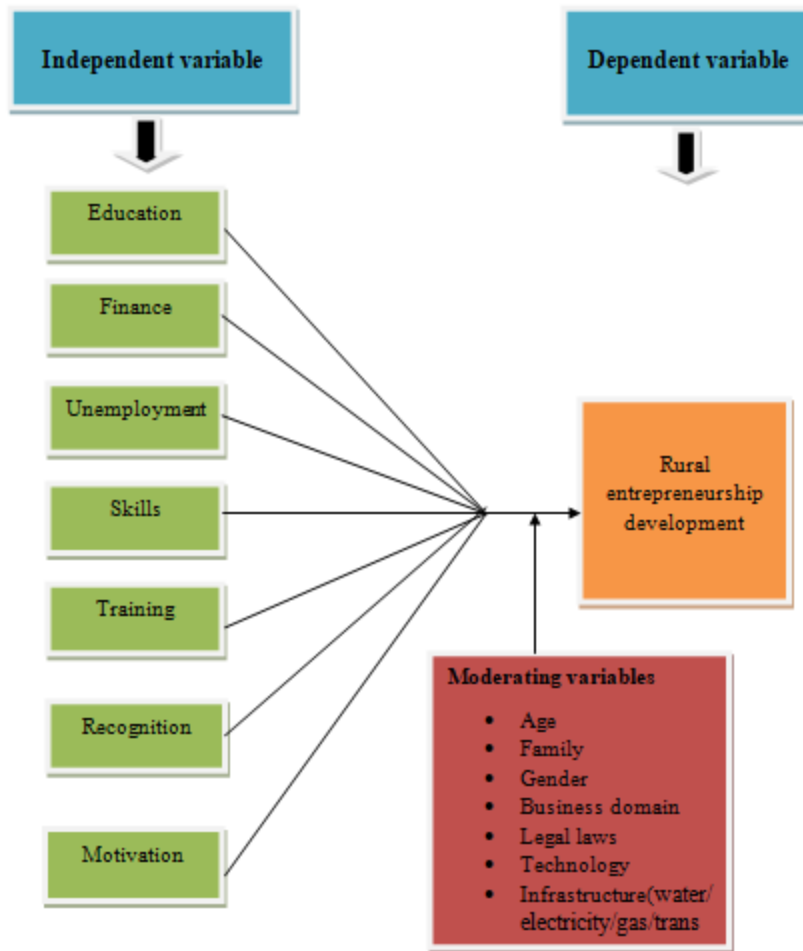 Independent variable
Dependent variable
Education
Finance
Unemployment
Skills
Training
Recognition
Motivation
Rural
entrepreneurship
development
Moderating variables
• Age
• Family
• Gender
• Business domain
• Legal laws
• Technology
• Infrastructure(water/
electricity/gas/trans